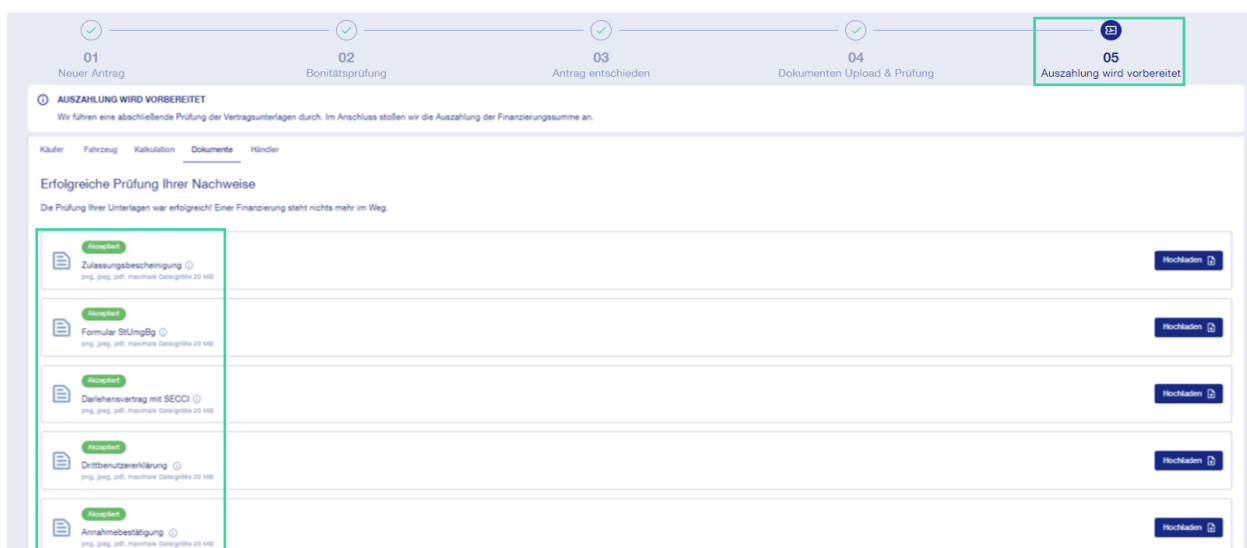 01
Neuer Antrag
02
Bonitätsprüfung
03
Antrag entschieden
04
Dokumenten Upload & Prüfung
05
Auszahlung wird vorbereitet
AUSZAHLUNG WIRD VORBEREITET
Wir führen eine abschließende Prüfung der Vertragsunterlagen durch. Im Anschluss stoßen wir die Auszahlung der Finanzierungssumme an.
Käufer Fahrzeug Kalkulation Dokumente Händler
Erfolgreiche Prüfung Ihrer Nachweise
Die Prüfung Ihrer Unterlagen war erfolgreich! Einer Finanzierung steht nichts mehr im Weg.
Akzeptiert
Zulassungsbescheinigung
png, jpeg, pdf, maximale Dateigröße 20 MB
Hochladen
Akzeptiert
Formular StUmgBg
png, jpeg, pdf, maximale Dateigröße 20 MB
Hochladen
Akzeptiert
Darlehensvertrag mit SECCI
png, jpeg, pdf, maximale Dateigröße 20 MB
Hochladen
Akzeptiert
Drittbenutzererklärung
png, jpeg, pdf, maximale Dateigröße 20 MB
Hochladen
Akzeptiert
Annahmebestätigung
png, jpeg, pdf, maximale Dateigröße 20 MB
Hochladen